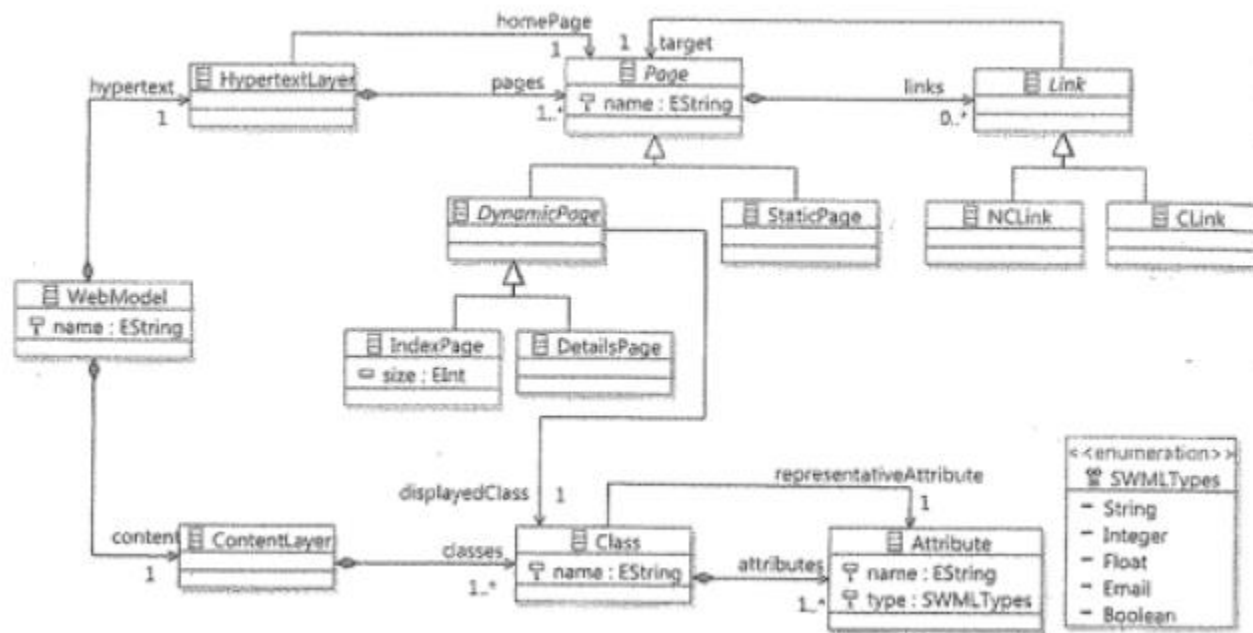 homePage
1
1
target
hypertext
1
HypertextLayer
pages
1..*
Page
name : EString
links
0..*
Link
DynamicPage
StaticPage
NCLink
CLink
WebModel
name : EString
IndexPage
size : EInt
DetailsPage
displayedClass
1
representativeAttribute
1
content
1
ContentLayer
classes
1..*
Class
name : EString
attributes
1..*
Attribute
name : EString
type : SWMLTypes
<<enumeration>>
SWMLTypes
String
Integer
Float
Email
Boolean